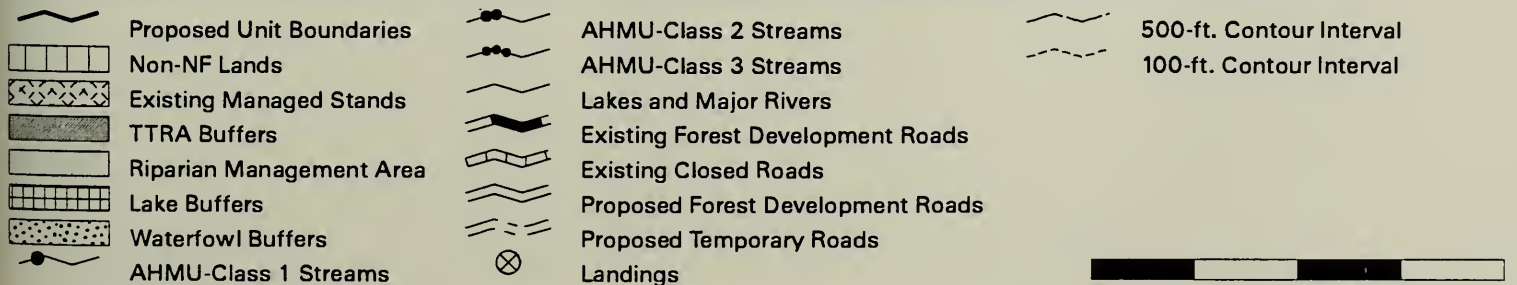 Proposed Unit Boundaries
Non-NF Lands
Existing Managed Stands
TTRA Buffers
Riparian Management Area
Lake Buffers
Waterfowl Buffers
AHMU-Class 1 Streams
AHMU-Class 2 Streams
AHMU-Class 3 Streams
Lakes and Major Rivers
Existing Forest Development Roads
Existing Closed Roads
Proposed Forest Development Roads
Proposed Temporary Roads
Landings
500-ft. Contour Interval
100-ft. Contour Interval